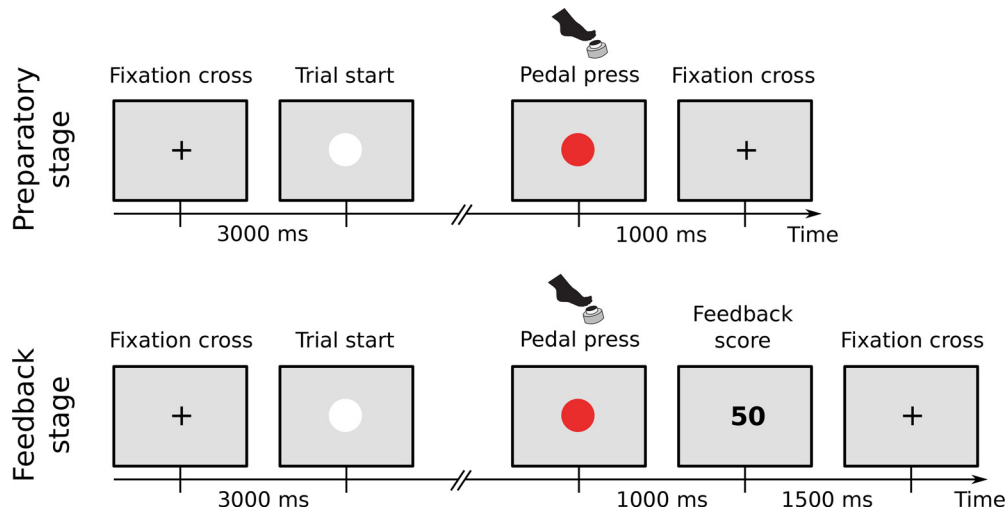 Preparatory
stage
Fixation cross
Trial start
Pedal press
Fixation cross
+
+
3000 ms
1000 ms
Time
Feedback
stage
Fixation cross
Trial start
Pedal press
Feedback
score
Fixation cross
+
50
+
3000 ms
1000 ms
1500 ms
Time